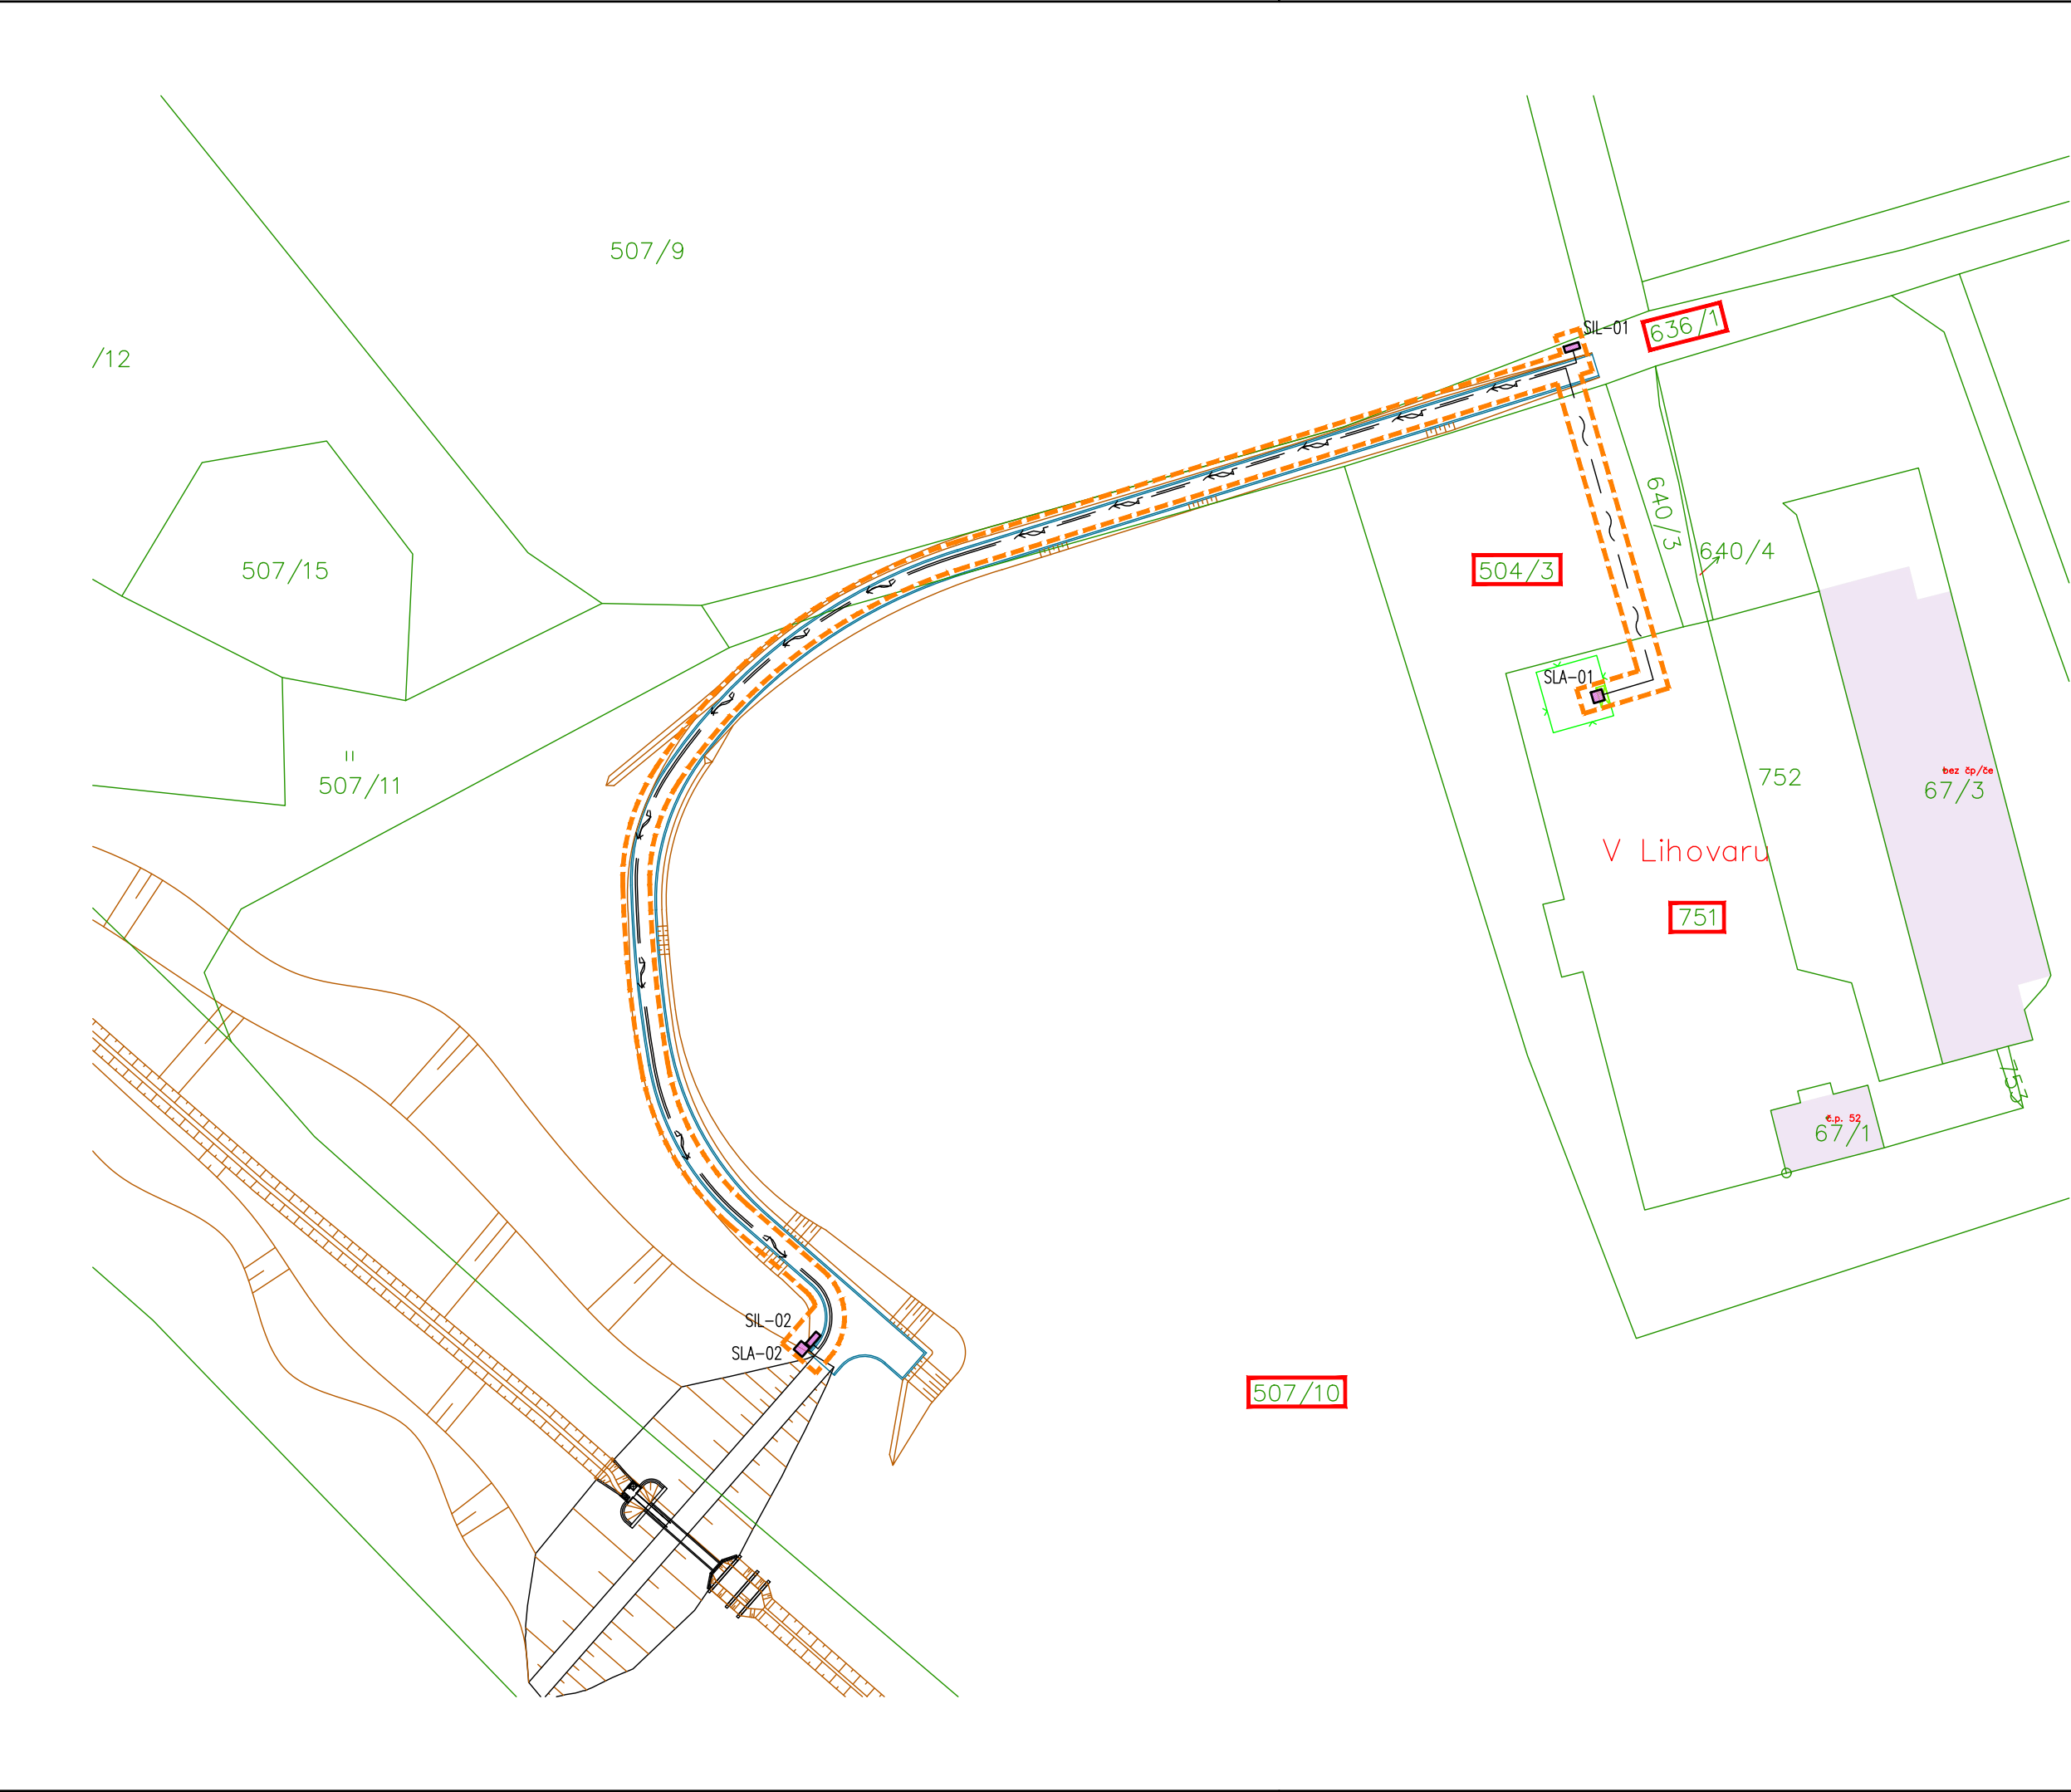 507/9
SIL-01
636/1
/12
640/3
640/4
507/15
504/3
SLA-01
II
507/11
752
bez čp/če
67/3
V Lihovaru
751
753
č.p. 52
67/1
SIL-02
SLA-02
507/10